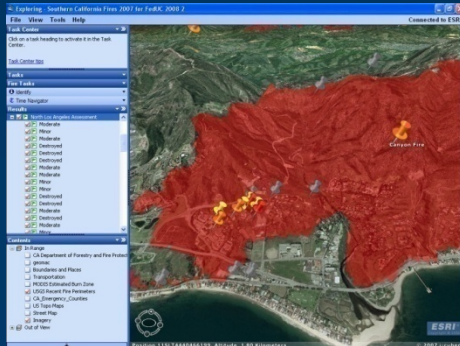 Exploring - Southern California Fires 2007 for FedUC 2008 2
File View Tools Help
Connected to ESRI
Task Center
Click on a task heading to activate it in the Task
Center.
Task Center tips
Tasks
Fire Tasks
Identify
Time Navigator
Results
North Los Angeles Assessment
Moderate
Minor
Moderate
Destroyed
Destroyed
Destroyed
Moderate
Moderate
Minor
Minor
Destroyed
Destroyed
Moderate
Destroyed
Moderate
Minor
Contents
In Range
CA Department of Forestry and Fire Protect
geomac
Boundaries and Places
Transportation
MODIS Estimated Burn Zone
USGS Recent Fire Perimeters
CA_Emergency_Counties
US Topo Maps
Street Map
Imagery
Out of View
Canyon Fire
ESRI